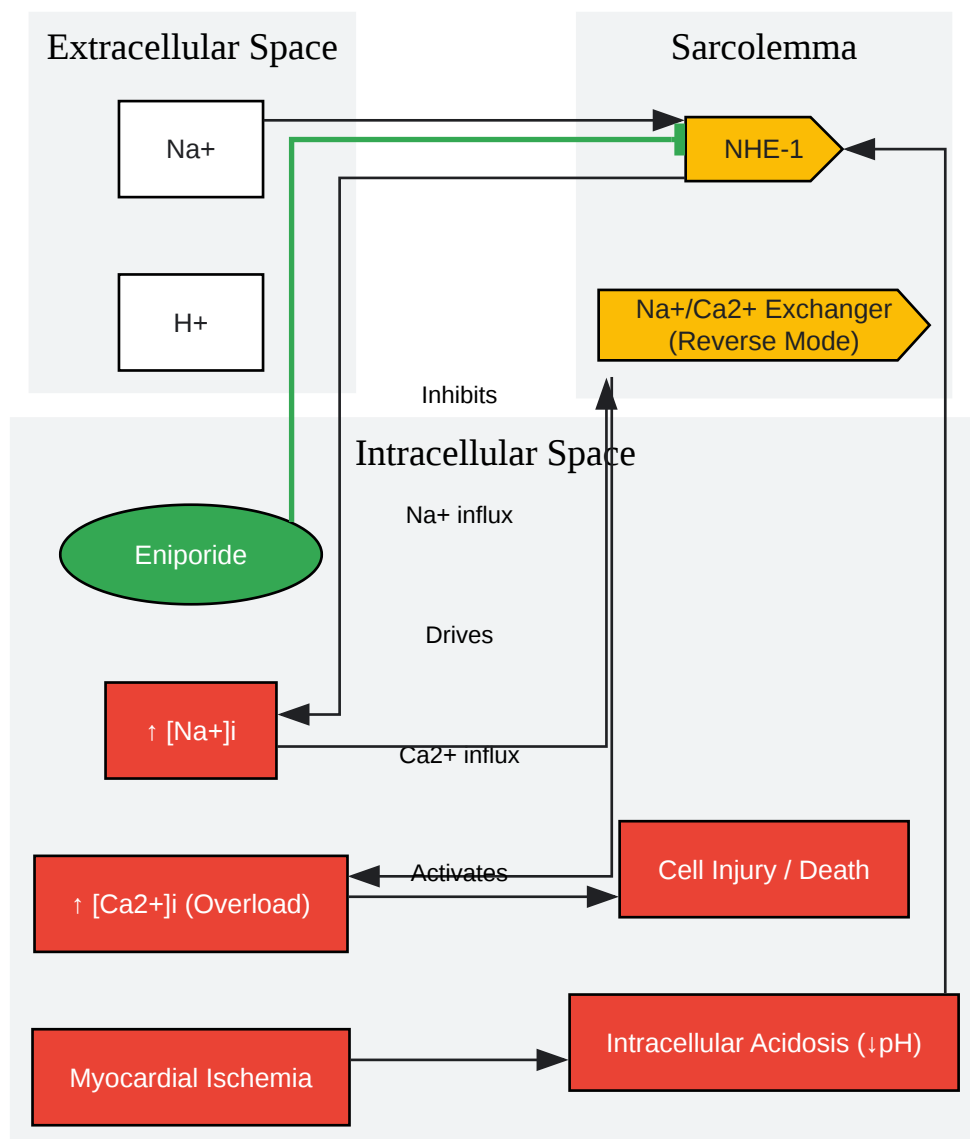 Extracellular Space
Sarcolemma
Na+
NHE-1
H+
Na+/Ca2+ Exchanger
(Reverse Mode)
Inhibits
Intracellular Space
Na+ influx
Eniporide
Drives
↑ [Na+]i
Ca2+ influx
Activates
Cell Injury / Death
↑ [Ca2+]i (Overload)
Intracellular Acidosis (↓pH)
Myocardial Ischemia